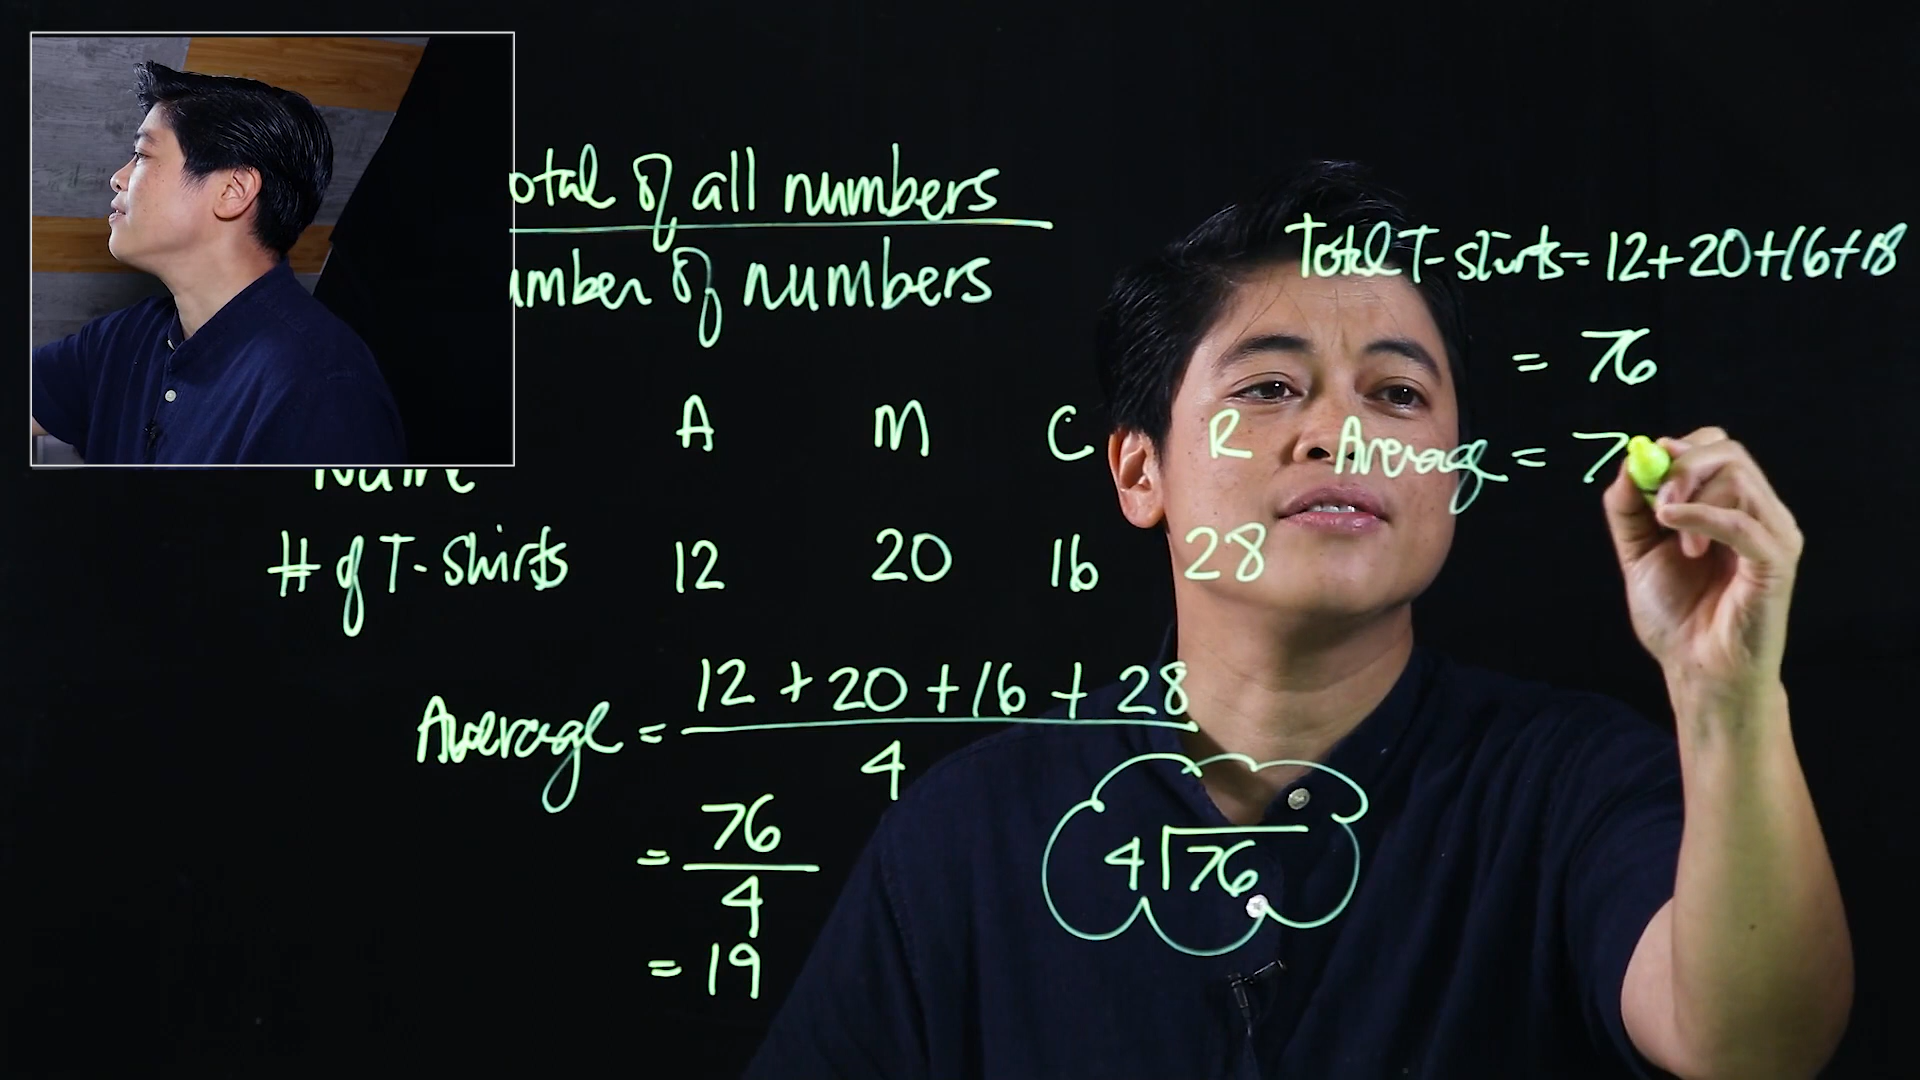 otal of all numbers
umber of numbers
Name A M C R
# of T-Shirts 12 20 16 28
Average = 12 + 20 + 16 + 28
4
= 76
4
= 19
4 76
Total T-shirts = 12+20+16+
= 76
Average = 7